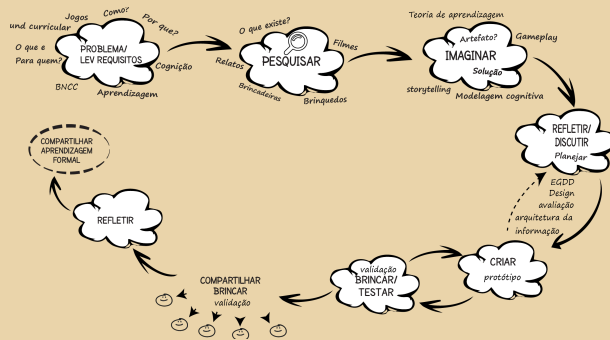 Jogos
Como?
Por que?
und curricular
O que e
Para quem?
PROBLEMA/
LEV REQUISITOS
Cognição
BNCC
Aprendizagem
O que existe?
Filmes
PESQUISAR
Relatos
Brincadeiras
Brinquedos
Teoria de aprendizagem
Artefato?
Gameplay
IMAGINAR
Solução
storytelling
Modelagem cognitiva
REFLETIR/
DISCUTIR
Planejar
EGDD
Design
avaliação
arquitetura da
informação
CRIAR
protótipo
validação
BRINCAR/
TESTAR
COMPARTILHAR
BRINCAR
validação
REFLETIR
COMPARTILHAR
APRENDIZAGEM
FORMAL